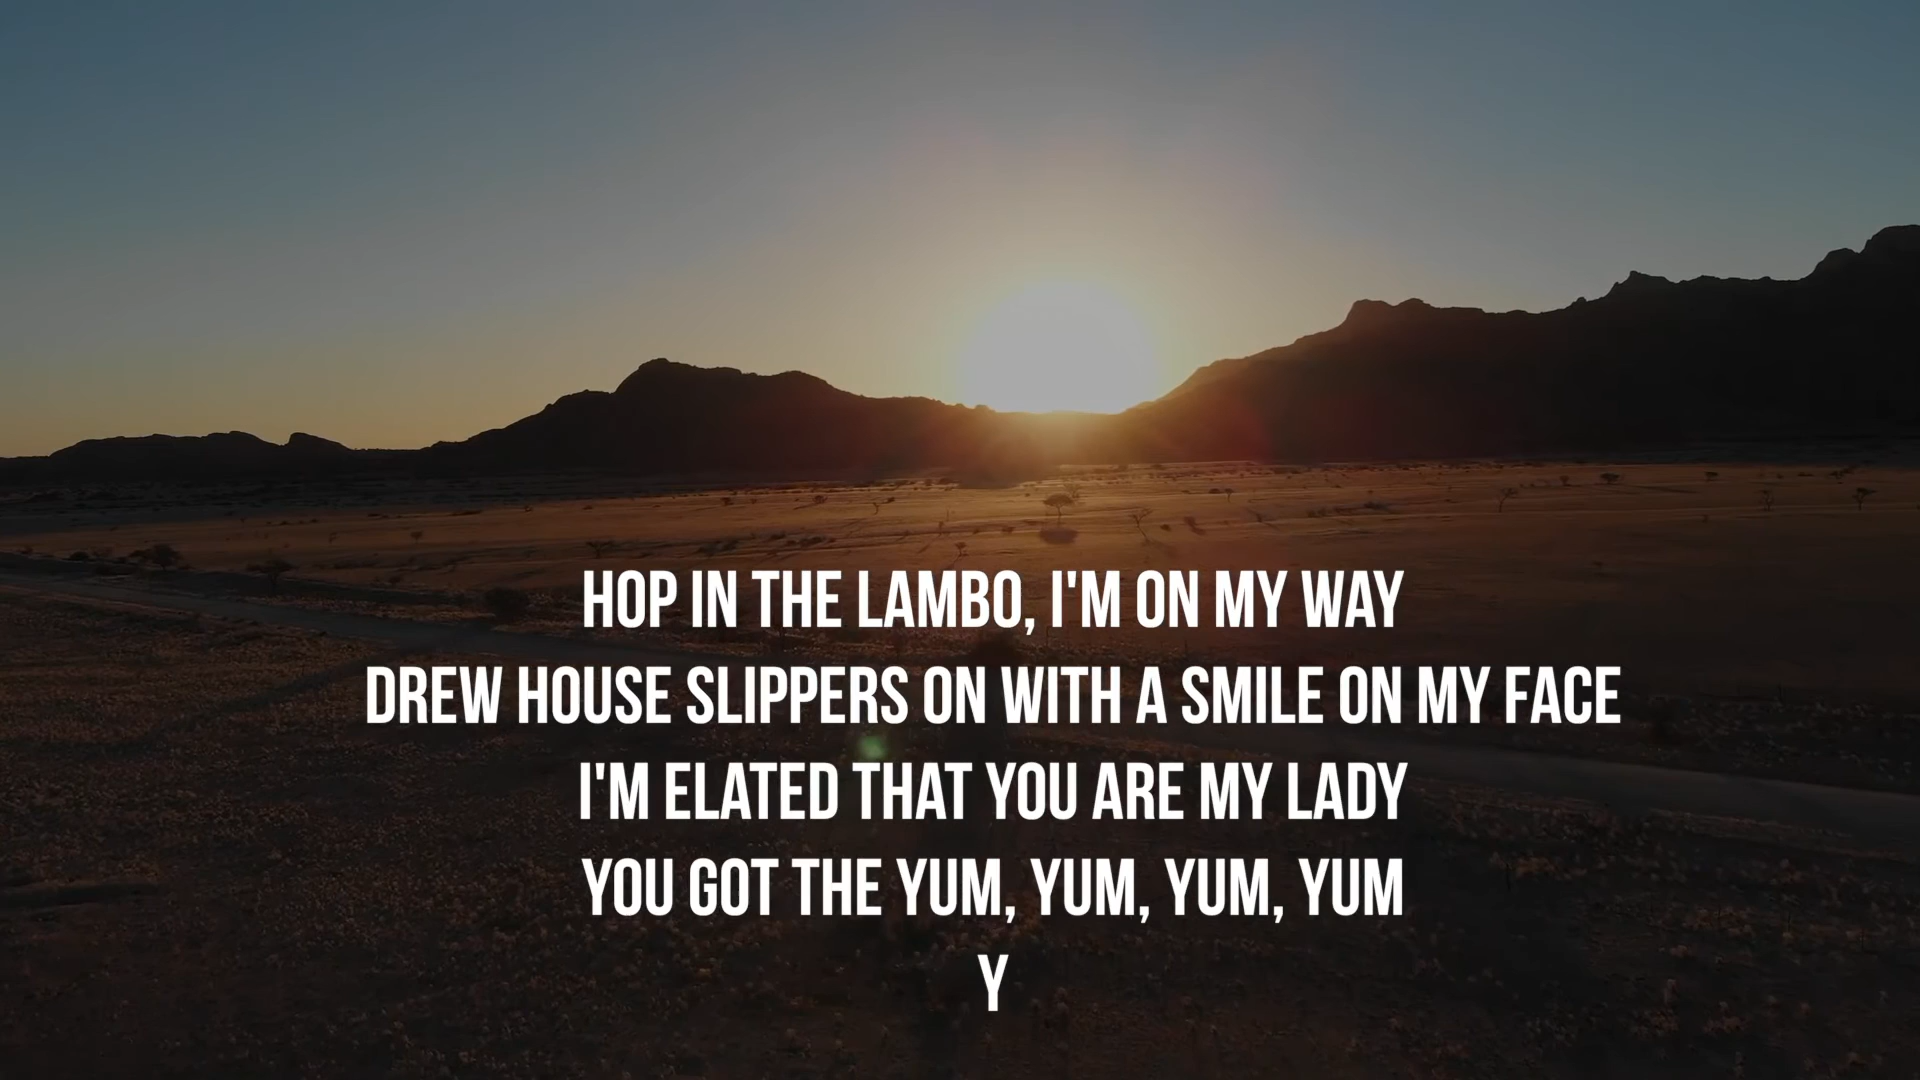 HOP IN THE LAMBO, I'M ON MY WAY
DREW HOUSE SLIPPERS ON WITH A SMILE ON MY FACE
I'M ELATED THAT YOU ARE MY LADY
YOU GOT THE YUM, YUM, YUM, YUM
Y